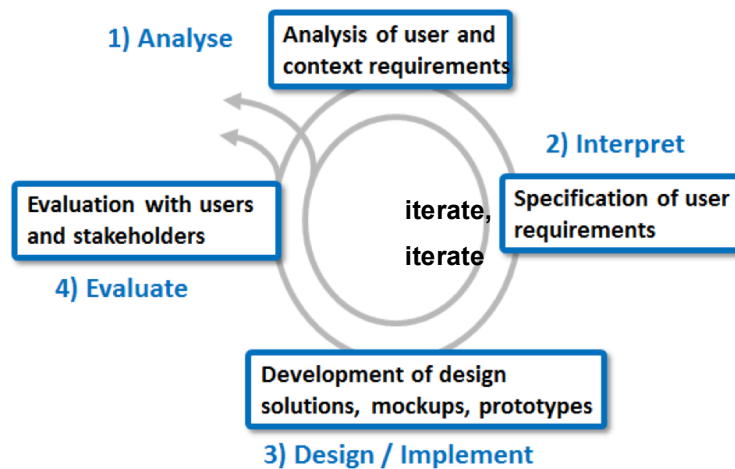 1) Analyse
Analysis of user and
context requirements
2) Interpret
Specification of user
requirements
iterate,
iterate
Evaluation with users
and stakeholders
4) Evaluate
Development of design
solutions, mockups, prototypes
3) Design / Implement